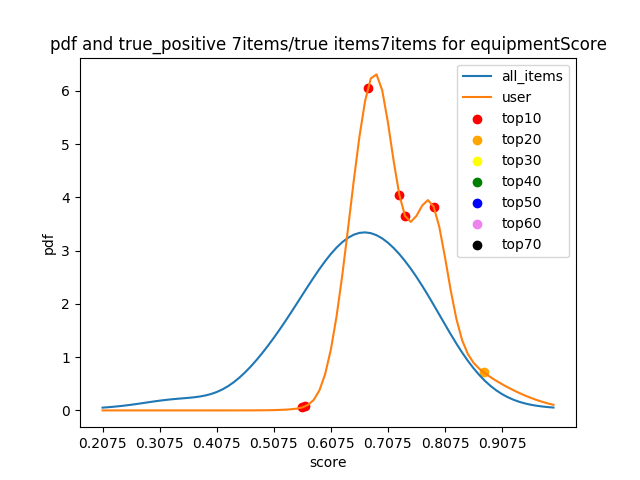 pdf and true_positive 7items/true items7items for equipmentScore
all_items
user
top10
top20
top30
top40
top50
top60
top70
pdf
6
5
4
3
2
1
0
0.2075 0.3075 0.4075 0.5075 0.6075 0.7075 0.8075 0.9075
score